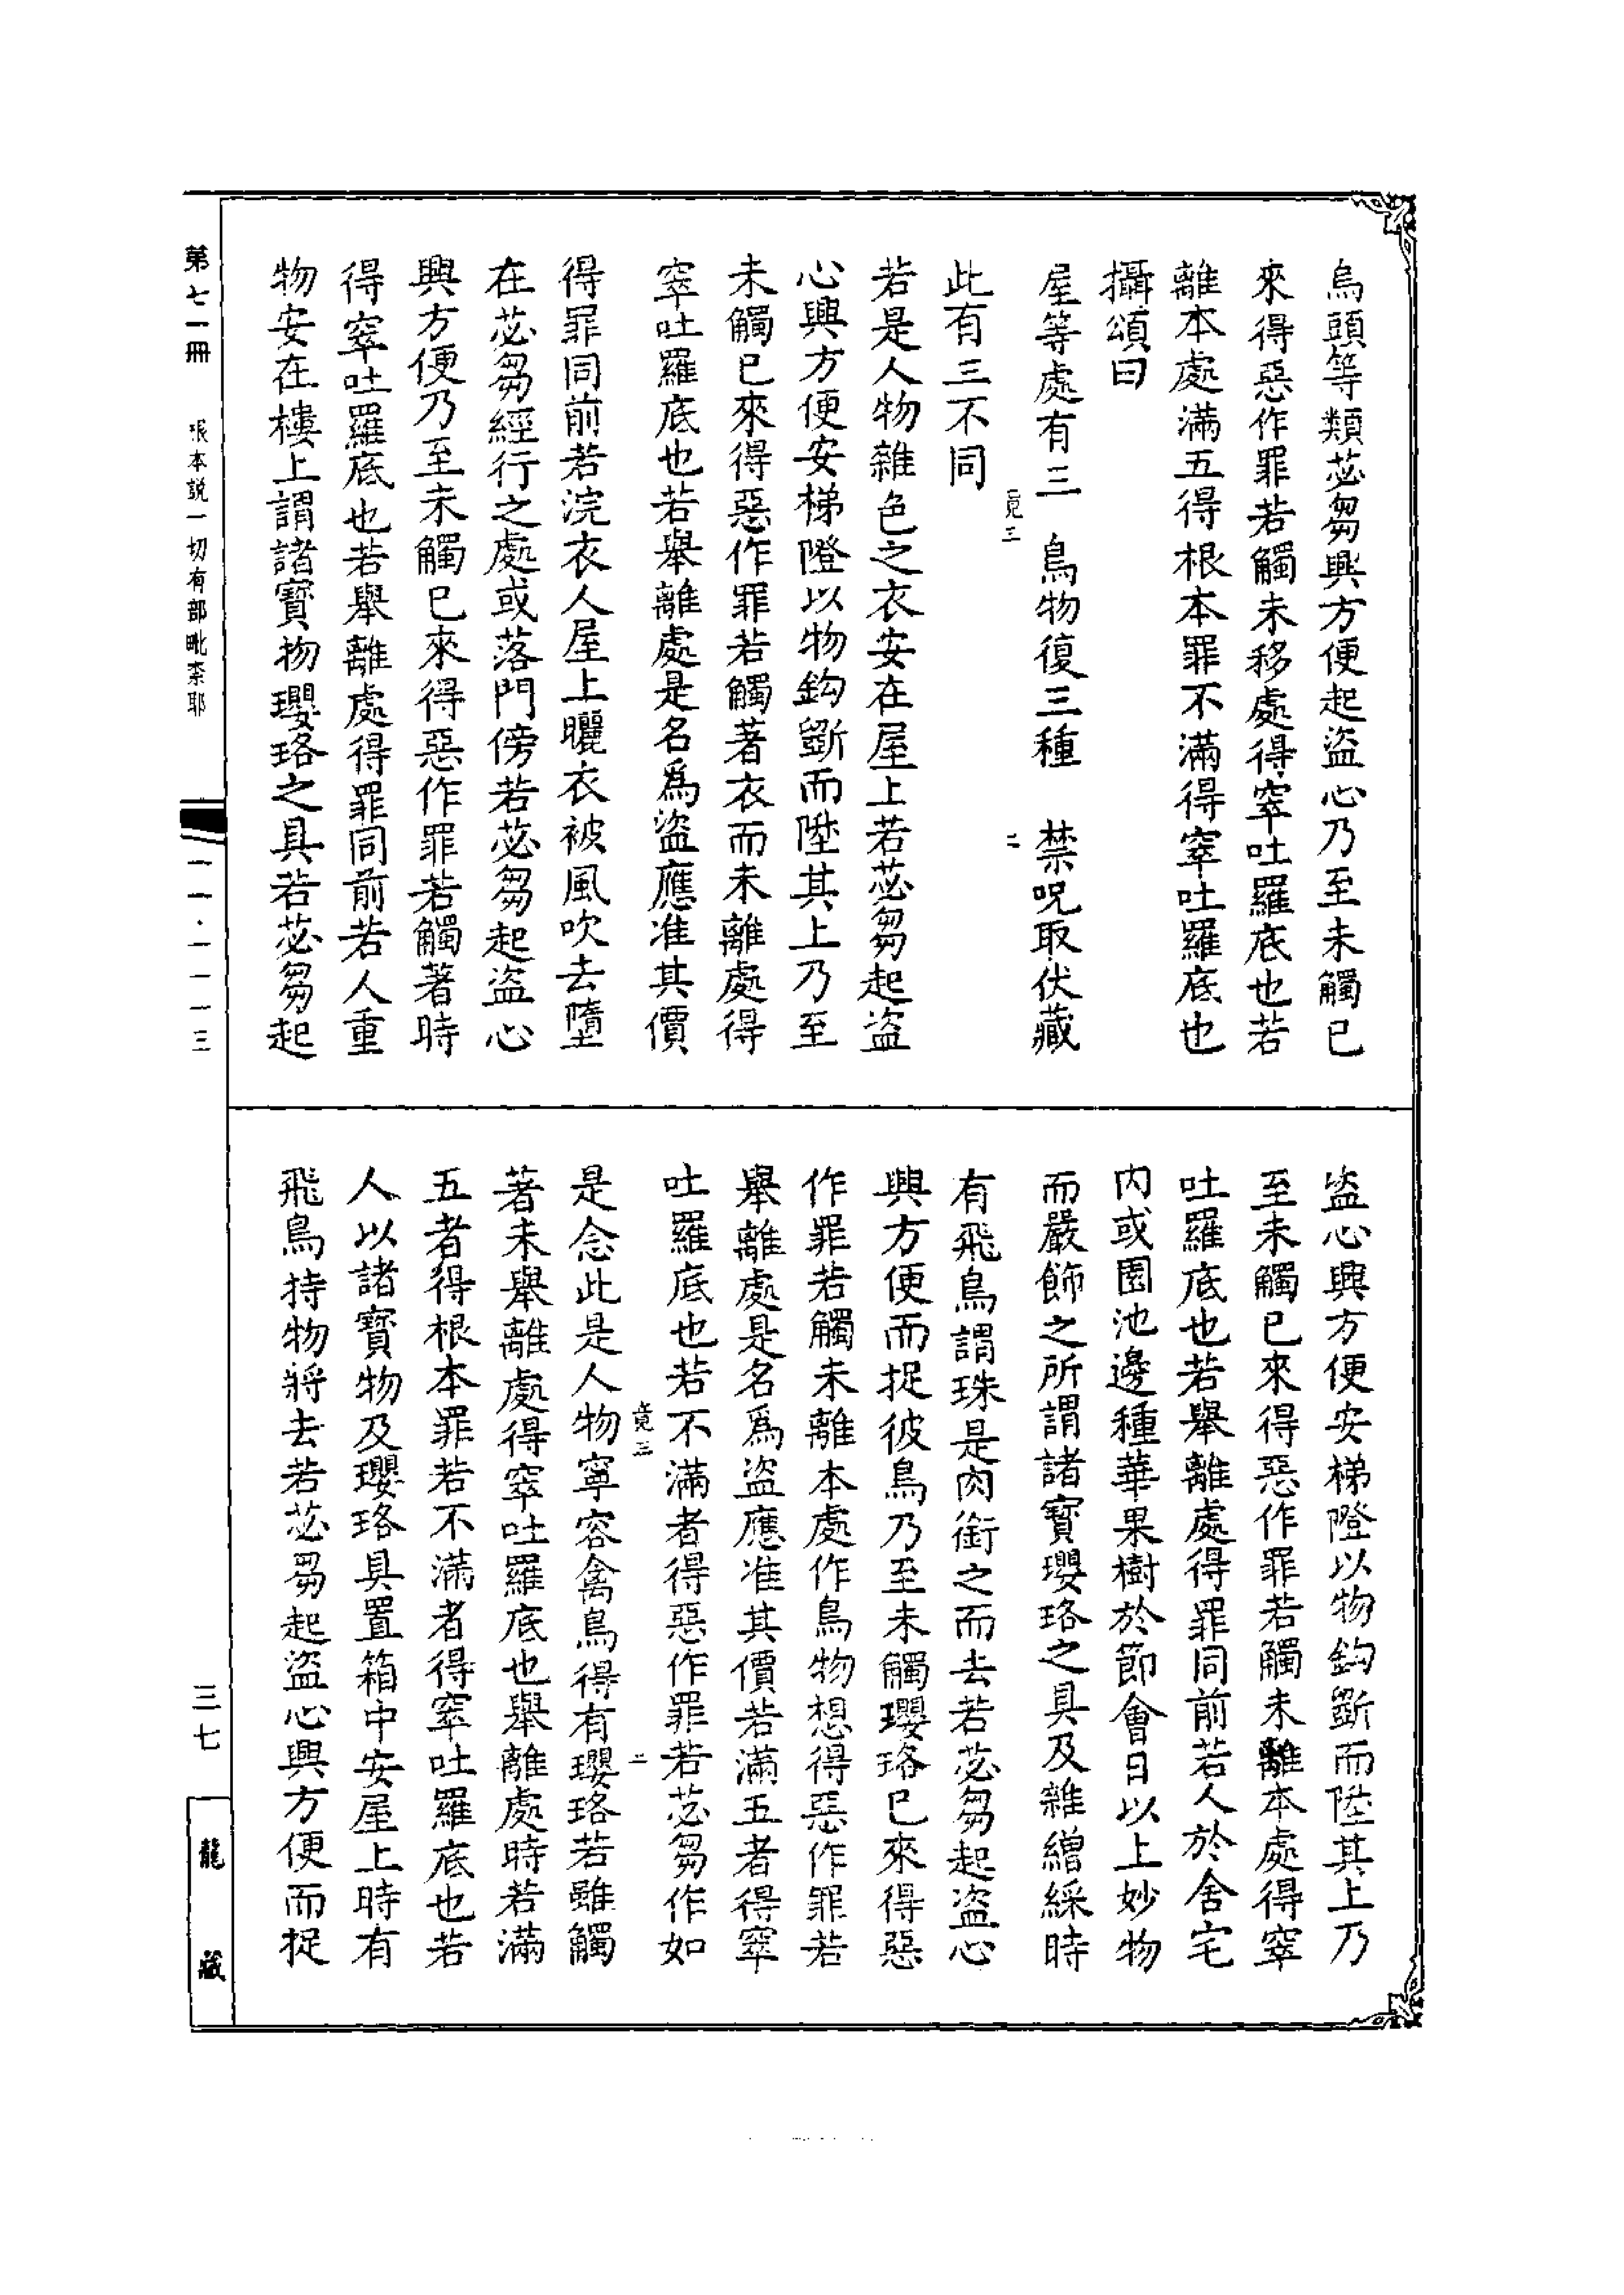 烏頭等類苾芻興方便起盜心乃至未觸已
來得惡作罪若觸未移處得窣吐羅底也若
離本處滿五得根本罪不滿得窣吐羅底也
攝頌曰
屋等處有三　鳥物復三種　禁呪取伏藏
竟三　二
此有三不同
若是人物雜色之衣安在屋上若苾芻起盜
心興方便安梯隥以物鈎斲而陞其上乃至
未觸已來得惡作罪若觸著衣而未離處得
窣吐羅底也若舉離處是名爲盜應准其價
得罪同前若浣衣人屋上曬衣被風吹去墮
在苾芻經行之處或落門傍若苾芻起盜心
興方便乃至未觸已來得惡作罪若觸著時
得窣吐羅底也若舉離處得罪同前若人重
物安在樓上謂諸寶物瓔珞之具若苾芻起
盜心興方便安梯隥以物鈎斲而陞其上乃
至未觸已來得惡作罪若觸未離本處得窣
吐羅底也若舉離處得罪同前若人於舍宅
内或園池邊種華果樹於節會日以上妙物
而嚴飾之所謂諸寶瓔珞之具及雜繒綵時
有飛鳥謂珠是肉銜之而去若苾芻起盜心
興方便而捉彼鳥乃至未觸瓔珞已來得惡
作罪若觸未離本處作鳥物想得惡作罪若
舉離處是名爲盜應准其價若滿五者得窣
吐羅底也若不滿者得惡作罪若苾芻作如
竟三　二
是念此是人物寧容禽鳥得有瓔珞若雖觸
著未舉離處得窣吐羅底也舉離處時若滿
五者得根本罪若不滿者得窣吐羅底也若
人以諸寶物及瓔珞具置箱中安屋上時有
飛鳥持物將去若苾芻起盜心興方便而捉
第七一冊　根本說一切有部毗柰耶　一一·一一一三　三七　龍藏